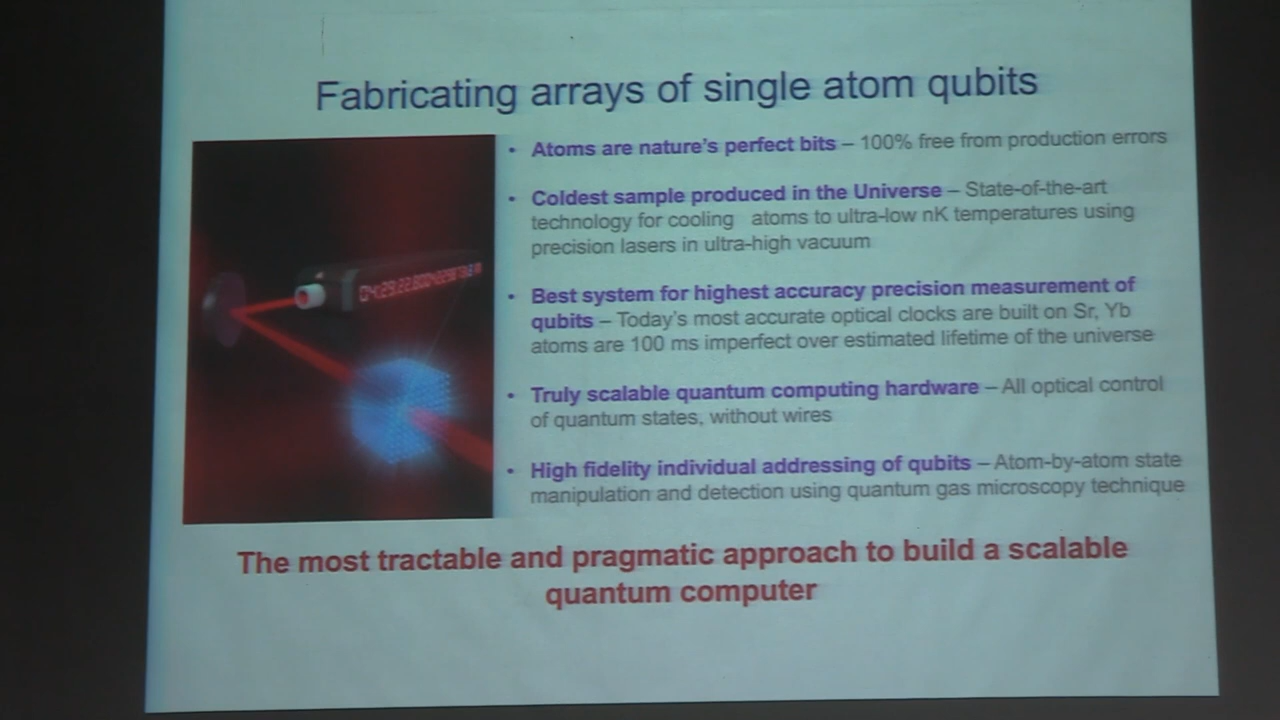 Fabricating arrays of single atom qubits
• Atoms are nature's perfect bits – 100% free from production errors
• Coldest sample produced in the Universe – State-of-the-art
technology for cooling atoms to ultra-low nK temperatures using
precision lasers in ultra-high vacuum
• Best system for highest accuracy precision measurement of
qubits – Today's most accurate optical clocks are built on Sr, Yb
atoms are 100 ms imperfect over estimated lifetime of the universe
• Truly scalable quantum computing hardware – All optical control
of quantum states, without wires
• High fidelity individual addressing of qubits – Atom-by-atom state
manipulation and detection using quantum gas microscopy technique
The most tractable and pragmatic approach to build a scalable
quantum computer